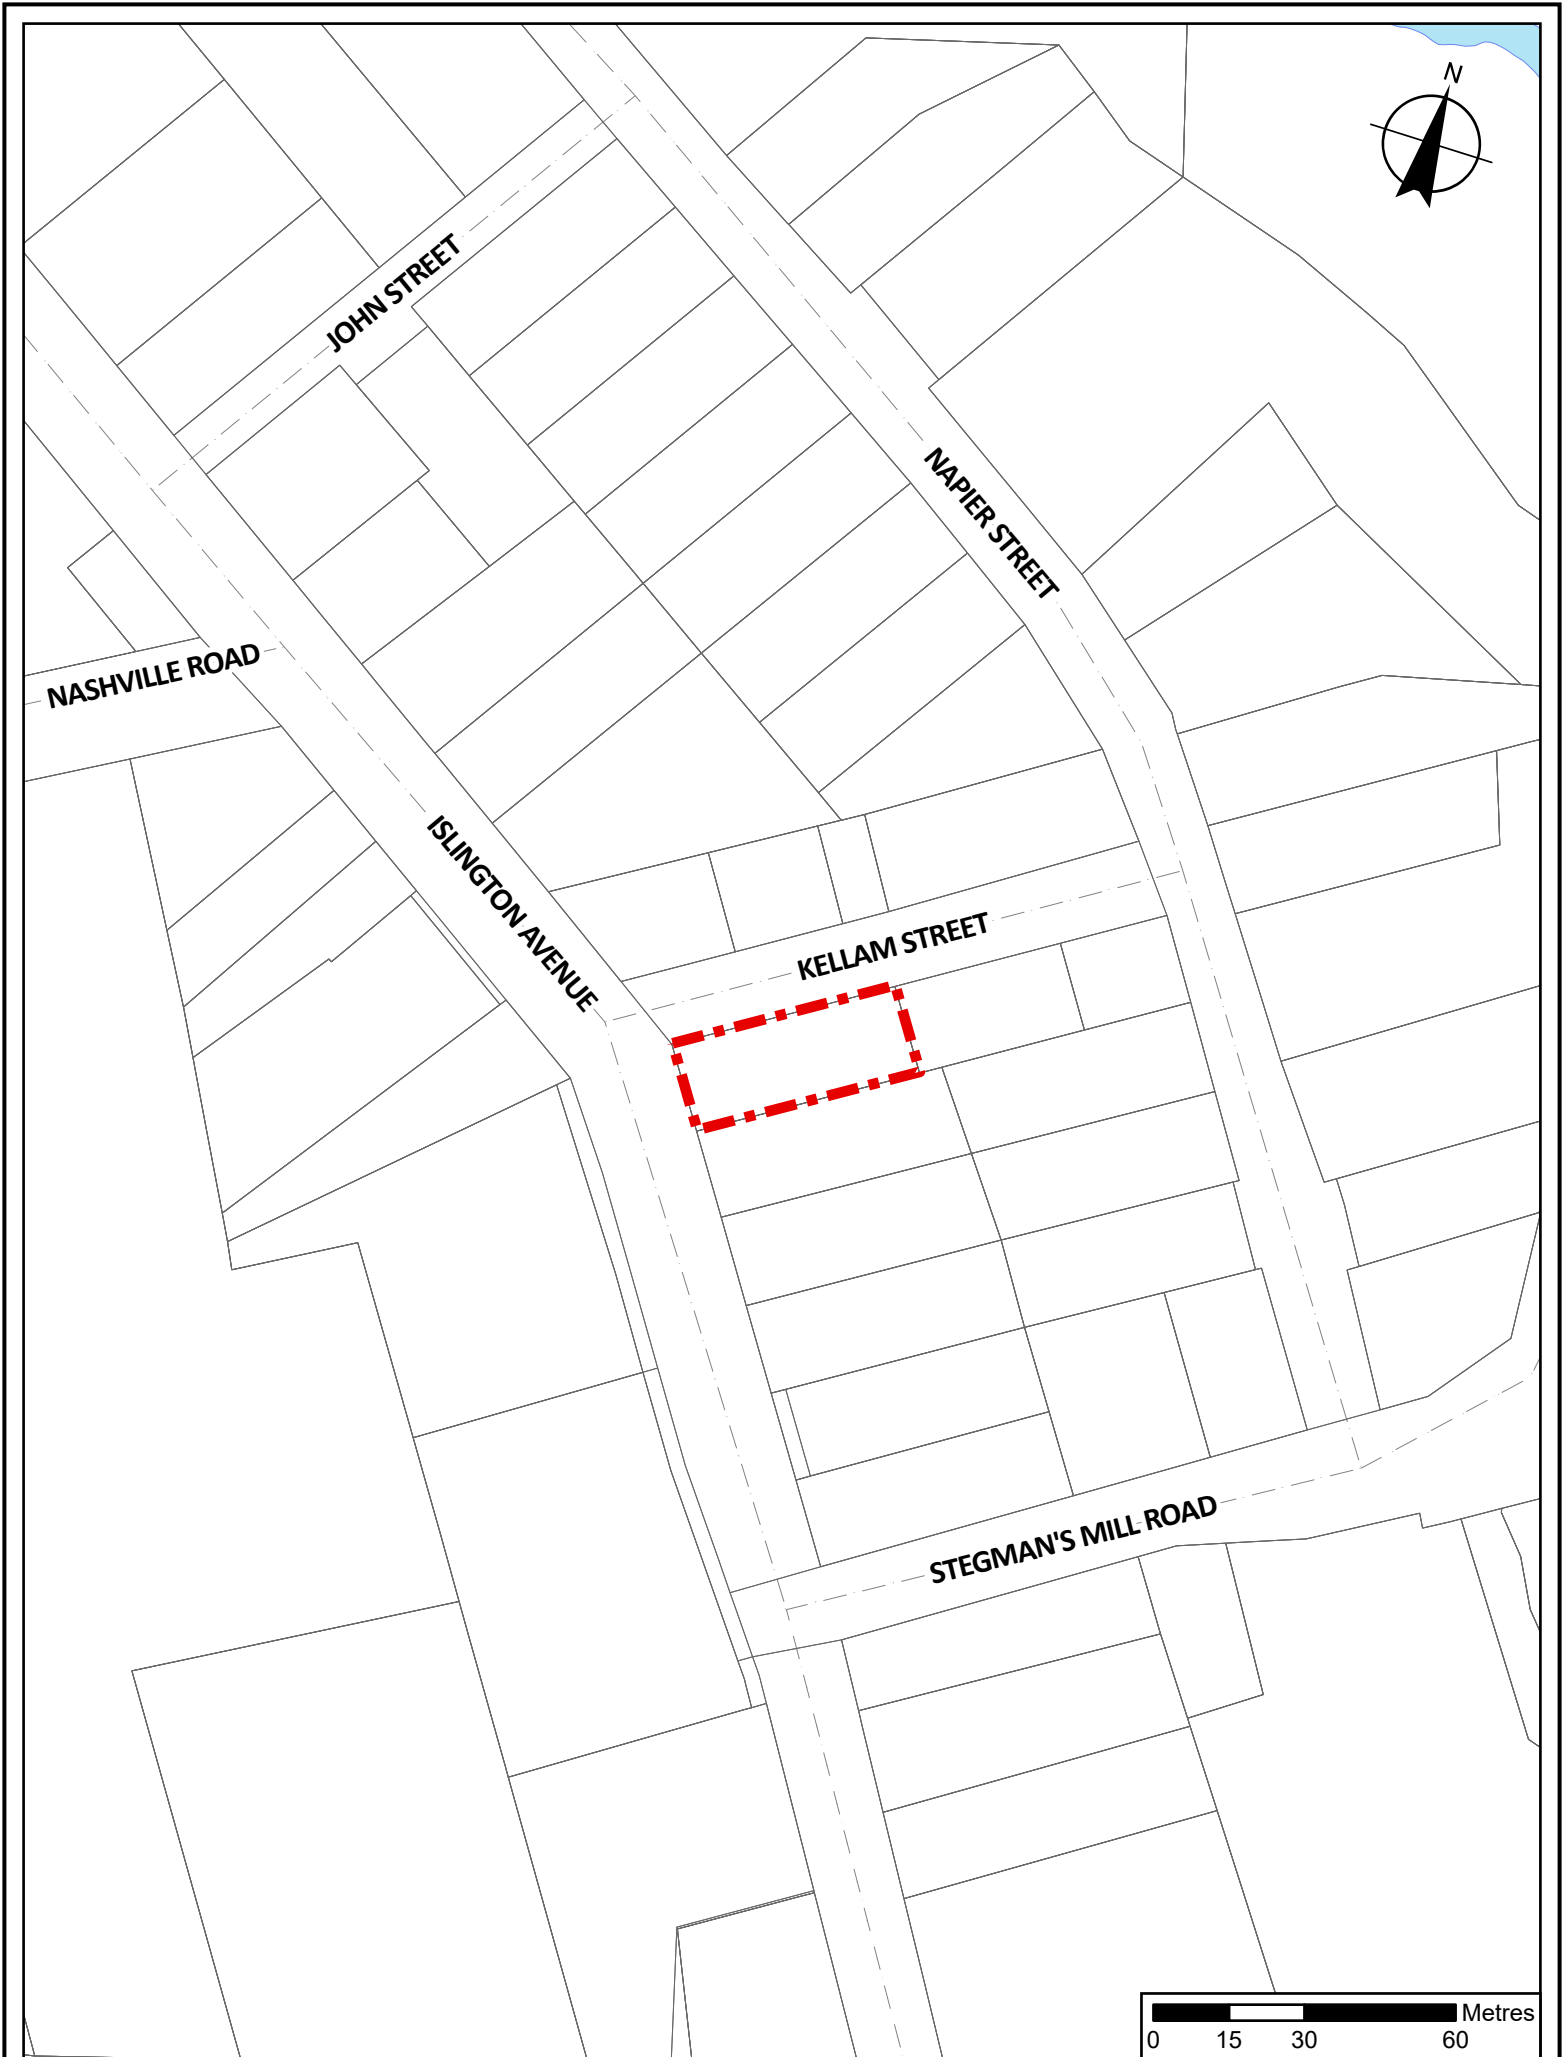 N
JOHN STREET
NAPIER STREET
NASHVILLE ROAD
ISLINGTON AVENUE
KELLAM STREET
STEGMAN'S MILL ROAD
Metres
0 15 30 60